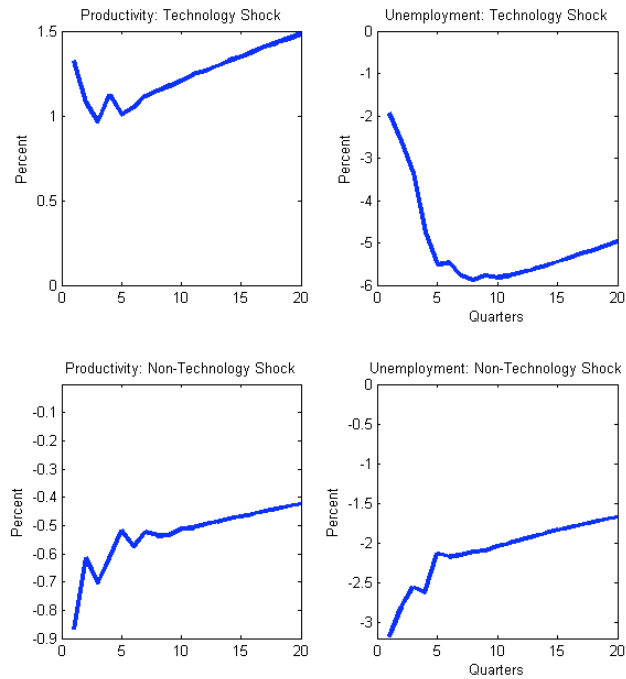 Productivity: Technology Shock
1.5
1
0.5
0
Percent
0 5 10 15 20
Unemployment: Technology Shock
0
-1
-2
-3
-4
-5
-6
Percent
0 5 10 15 20
Quarters
Productivity: Non-Technology Shock
-0.1
-0.2
-0.3
-0.4
-0.5
-0.6
-0.7
-0.8
-0.9
Percent
0 5 10 15 20
Unemployment: Non-Technology Shock
0
-0.5
-1
-1.5
-2
-2.5
-3
Percent
0 5 10 15 20
Quarters